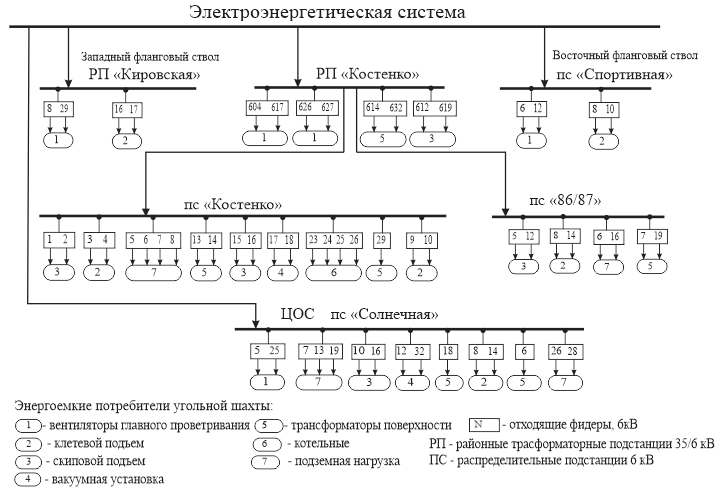 Электроэнергетическая система
Западный фланговый ствол
Восточный фланговый ствол
РП «Кировская»
РП «Костенко»
пс «Спортивная»
8 29 16 17 604 617 626 627 614 632 612 619 6 12 8 10
1 2 1 1 5 3 1 2
пс «Костенко»
пс «86/87»
1 2 3 4 5 6 7 8 13 14 15 16 17 18 23 24 25 26 29 9 10 5 12 8 14 6 16 7 19
3 2 7 5 3 4 6 5 2 3 2 7 5
ЦОС пс «Солнечная»
5 25 7 13 19 10 16 12 32 18 8 14 6 26 28
1 7 3 4 5 2 5 7
Энергоемкие потребители угольной шахты:
1 - вентиляторы главного проветривания 5 - трансформаторы поверхности N - отходящие фидеры, 6кВ
2 - клетевой подъем 6 - котельные РП - районные трасформаторные подстанции 35/6 кВ
3 - скиповой подъем 7 - подземная нагрузка ПС - распределительные подстанции 6 кВ
4 - вакуумная установка